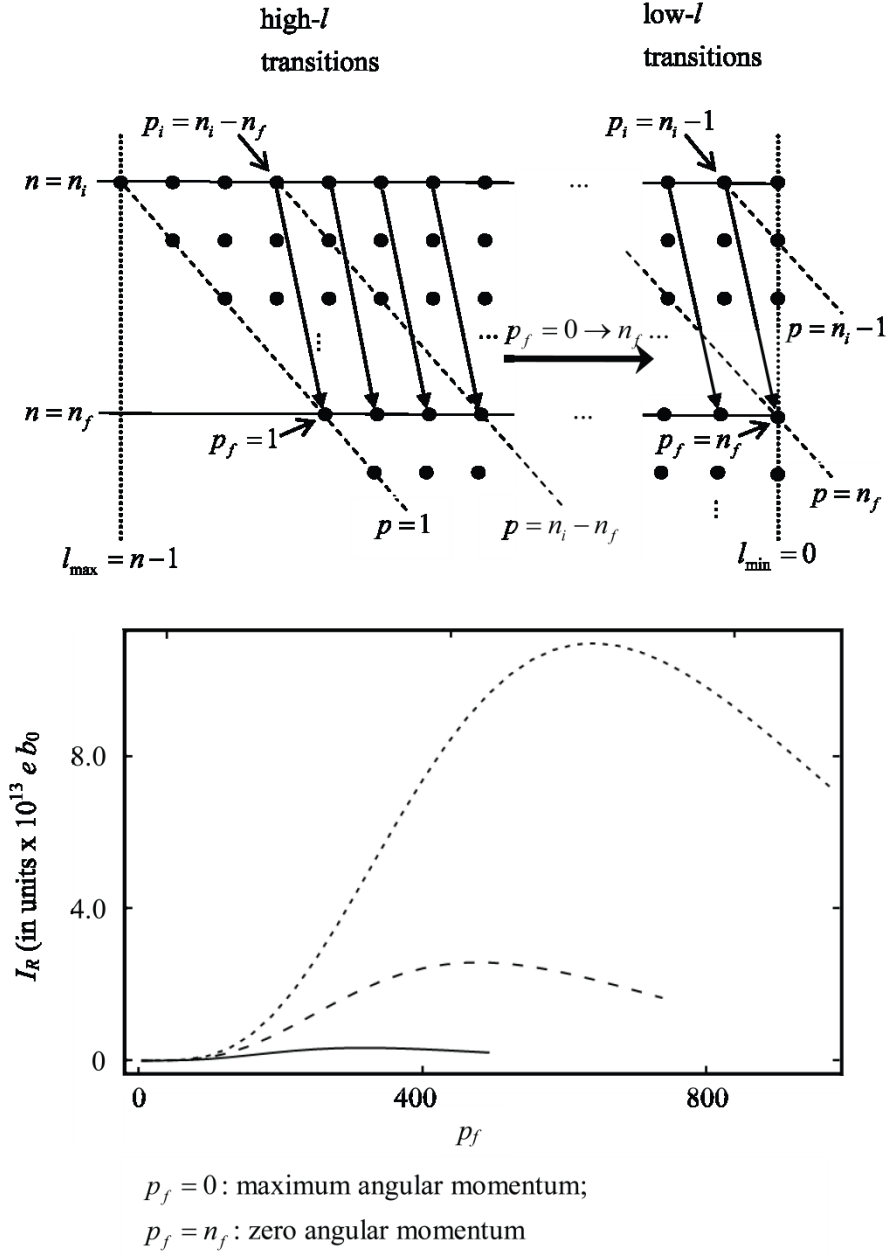 high-l
transitions
low-l
transitions
p_i = n_i − n_f
p_i = n_i − 1
n = n_i
...
⋮
... p_f = 0 → n_f ...
p = n_i − 1
n = n_f
...
p_f = 1
p_f = n_f
p = 1
p = n_i − n_f
⋮
p = n_f
l_max = n − 1
l_min = 0
I_R (in units x 10^13 e b_0)
8.0
4.0
0
0
400
800
p_f
p_f = 0 : maximum angular momentum;
p_f = n_f : zero angular momentum